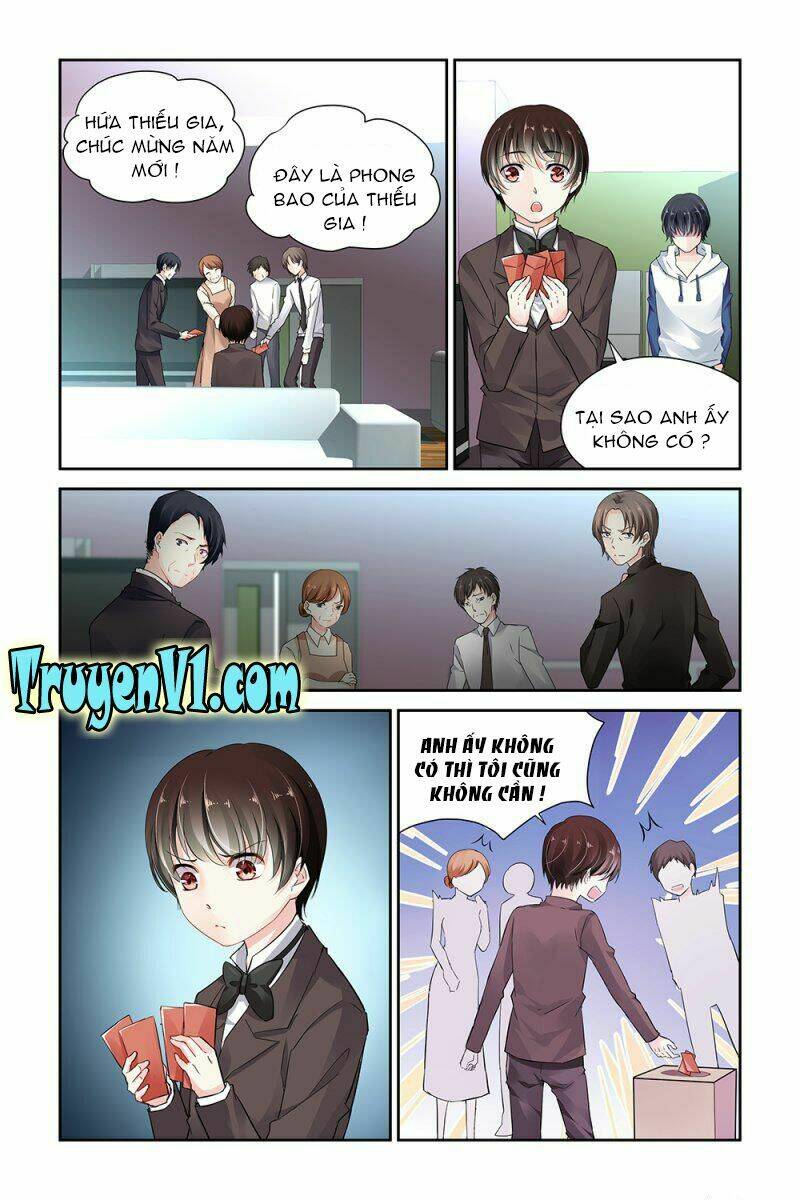 HỨA THIẾU GIA,
CHÚC MỪNG NĂM
MỚI !
ĐÂY LÀ PHONG
BAO CỦA THIẾU
GIA !
TẠI SAO ANH ẤY
KHÔNG CÓ ?
TRUYENV1.com
ANH ẤY KHÔNG
CÓ THÌ TÔI CŨNG
KHÔNG CẦN !